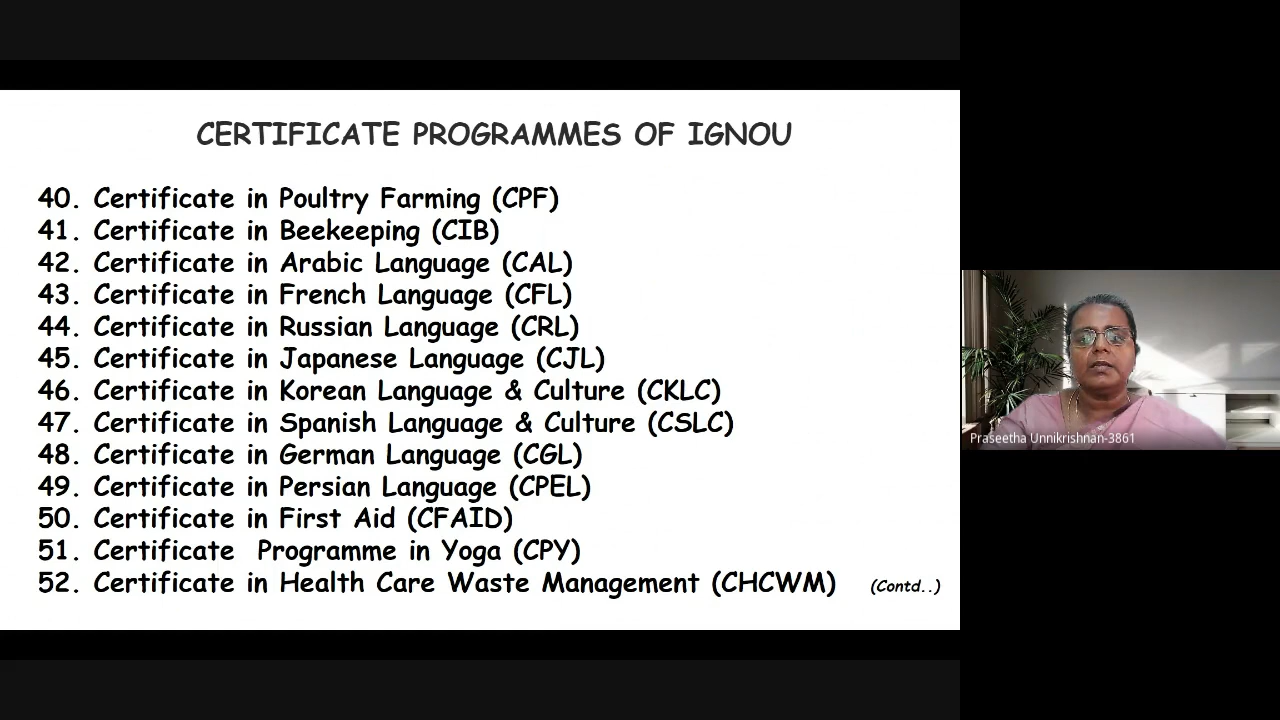 CERTIFICATE PROGRAMMES OF IGNOU
40. Certificate in Poultry Farming (CPF)
41. Certificate in Beekeeping (CIB)
42. Certificate in Arabic Language (CAL)
43. Certificate in French Language (CFL)
44. Certificate in Russian Language (CRL)
45. Certificate in Japanese Language (CJL)
46. Certificate in Korean Language & Culture (CKLC)
47. Certificate in Spanish Language & Culture (CSLC)
48. Certificate in German Language (CGL)
49. Certificate in Persian Language (CPEL)
50. Certificate in First Aid (CFAID)
51. Certificate Programme in Yoga (CPY)
52. Certificate in Health Care Waste Management (CHCWM) (Contd..)
Praseetha Unnikrishnan-3861